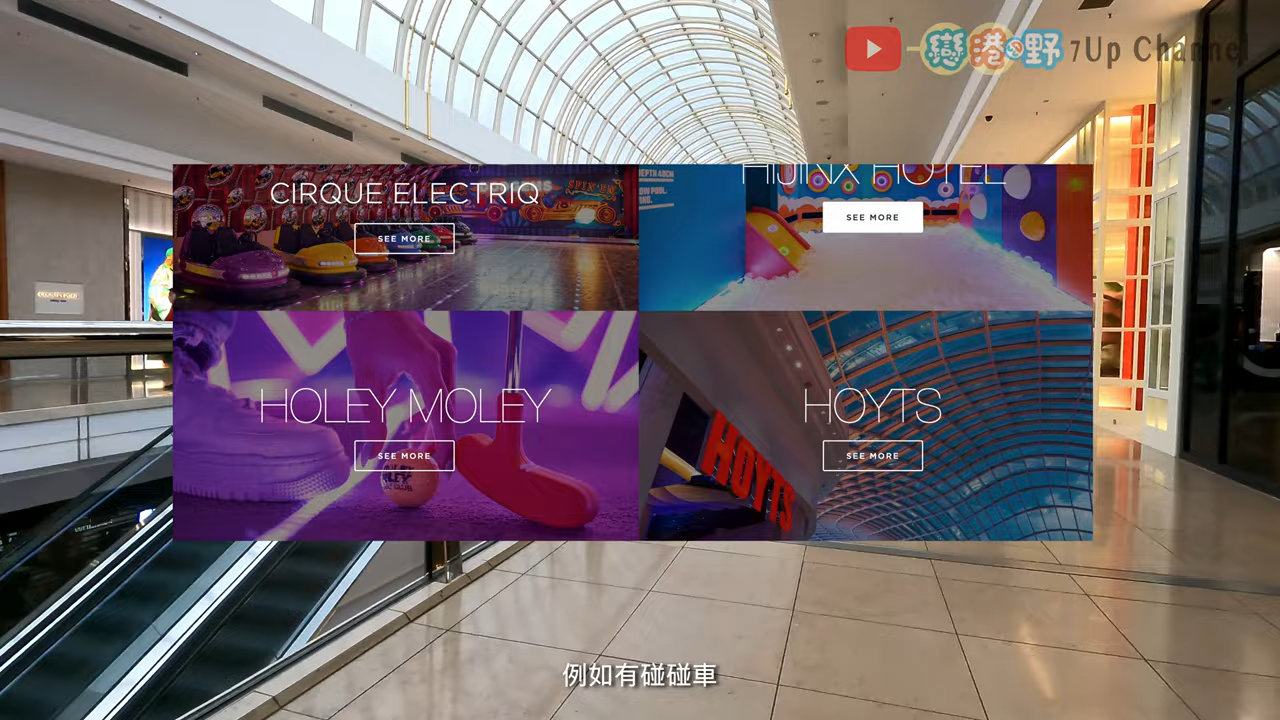 戀港の野 7Up Channel
CIRQUE ELECTRIQ
SEE MORE
HIJINX HOTEL
SEE MORE
HOLEY MOLEY
SEE MORE
HOYTS
SEE MORE
HOYTS
例如有碰碰車